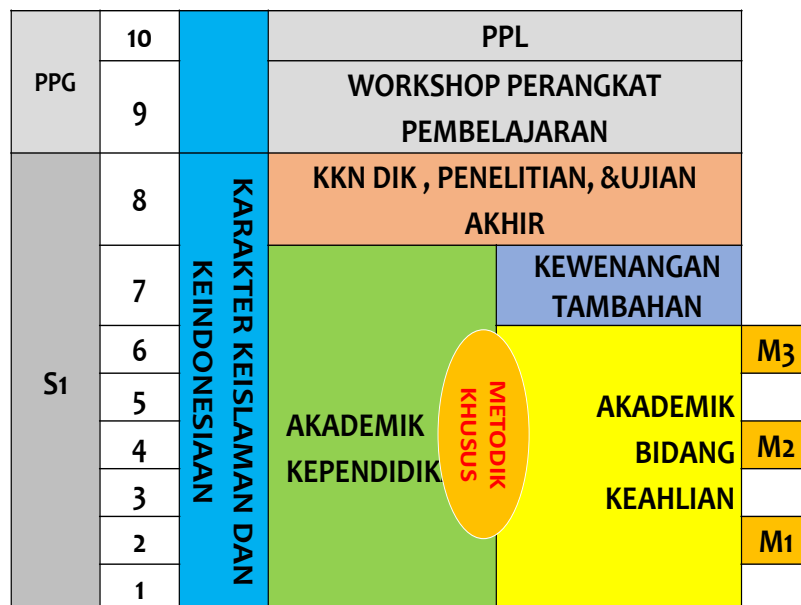 PPG
10
PPL
9
WORKSHOP PERANGKAT
PEMBELAJARAN
S1
8
KKN DIK , PENELITIAN, &UJIAN
AKHIR
KARAKTER KEISLAMAN DAN
KEINDONESIAAN
7
KEWENANGAN
TAMBAHAN
6
M3
5
4
M2
3
2
M1
1
AKADEMIK
METODIK
KHUSUS
AKADEMIK
BIDANG
KEAHLIAN